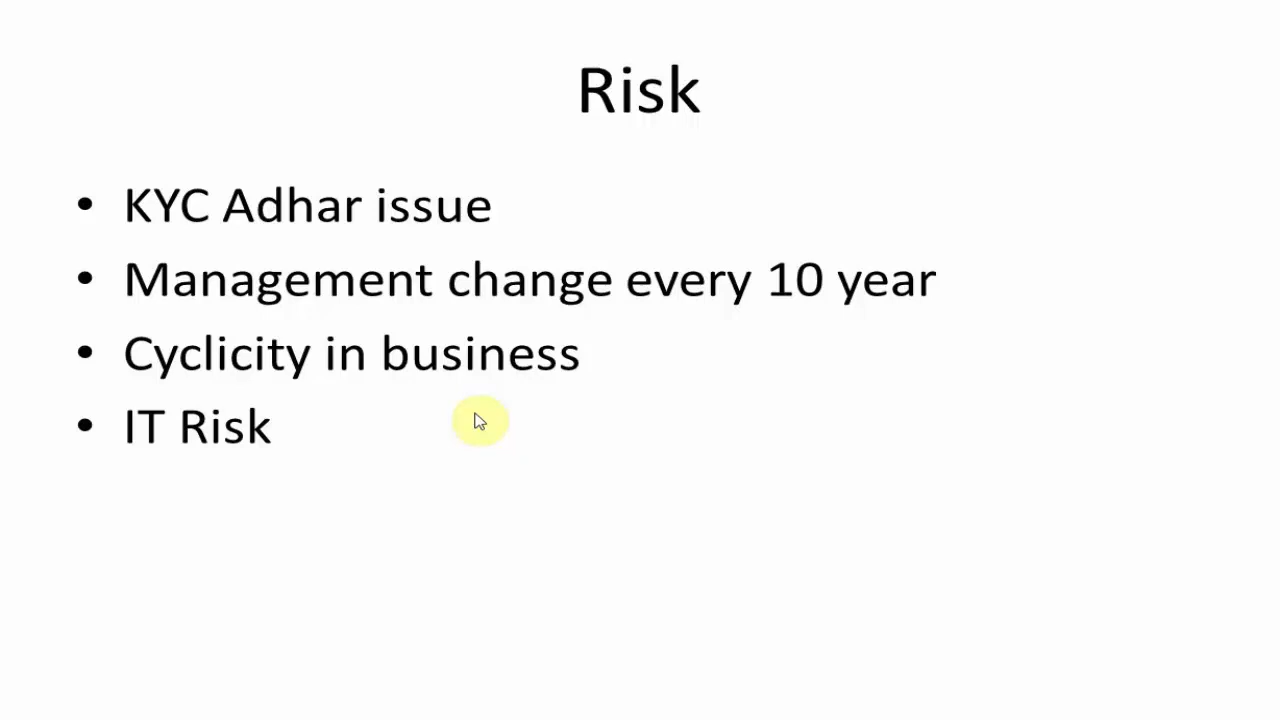 Risk
• KYC Adhar issue
• Management change every 10 year
• Cyclicity in business
• IT Risk